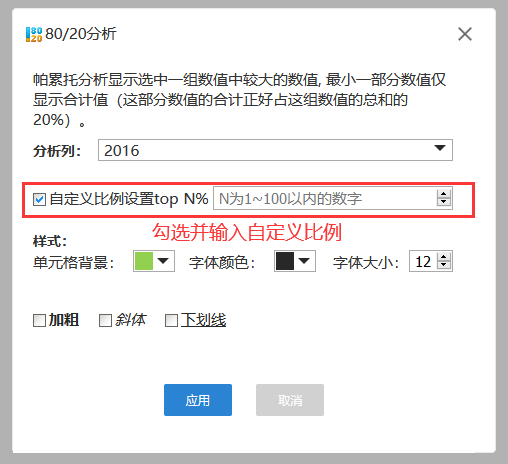 80/20分析
帕累托分析显示选中一组数值中较大的数值, 最小一部分数值仅
显示合计值（这部分数值的合计正好占这组数值的总和的
20%）。
分析列： 2016
自定义比例设置top N% N为1~100以内的数字
勾选并输入自定义比例
样式：
单元格背景： 字体颜色： 字体大小： 12
加粗 斜体 下划线
应用 取消